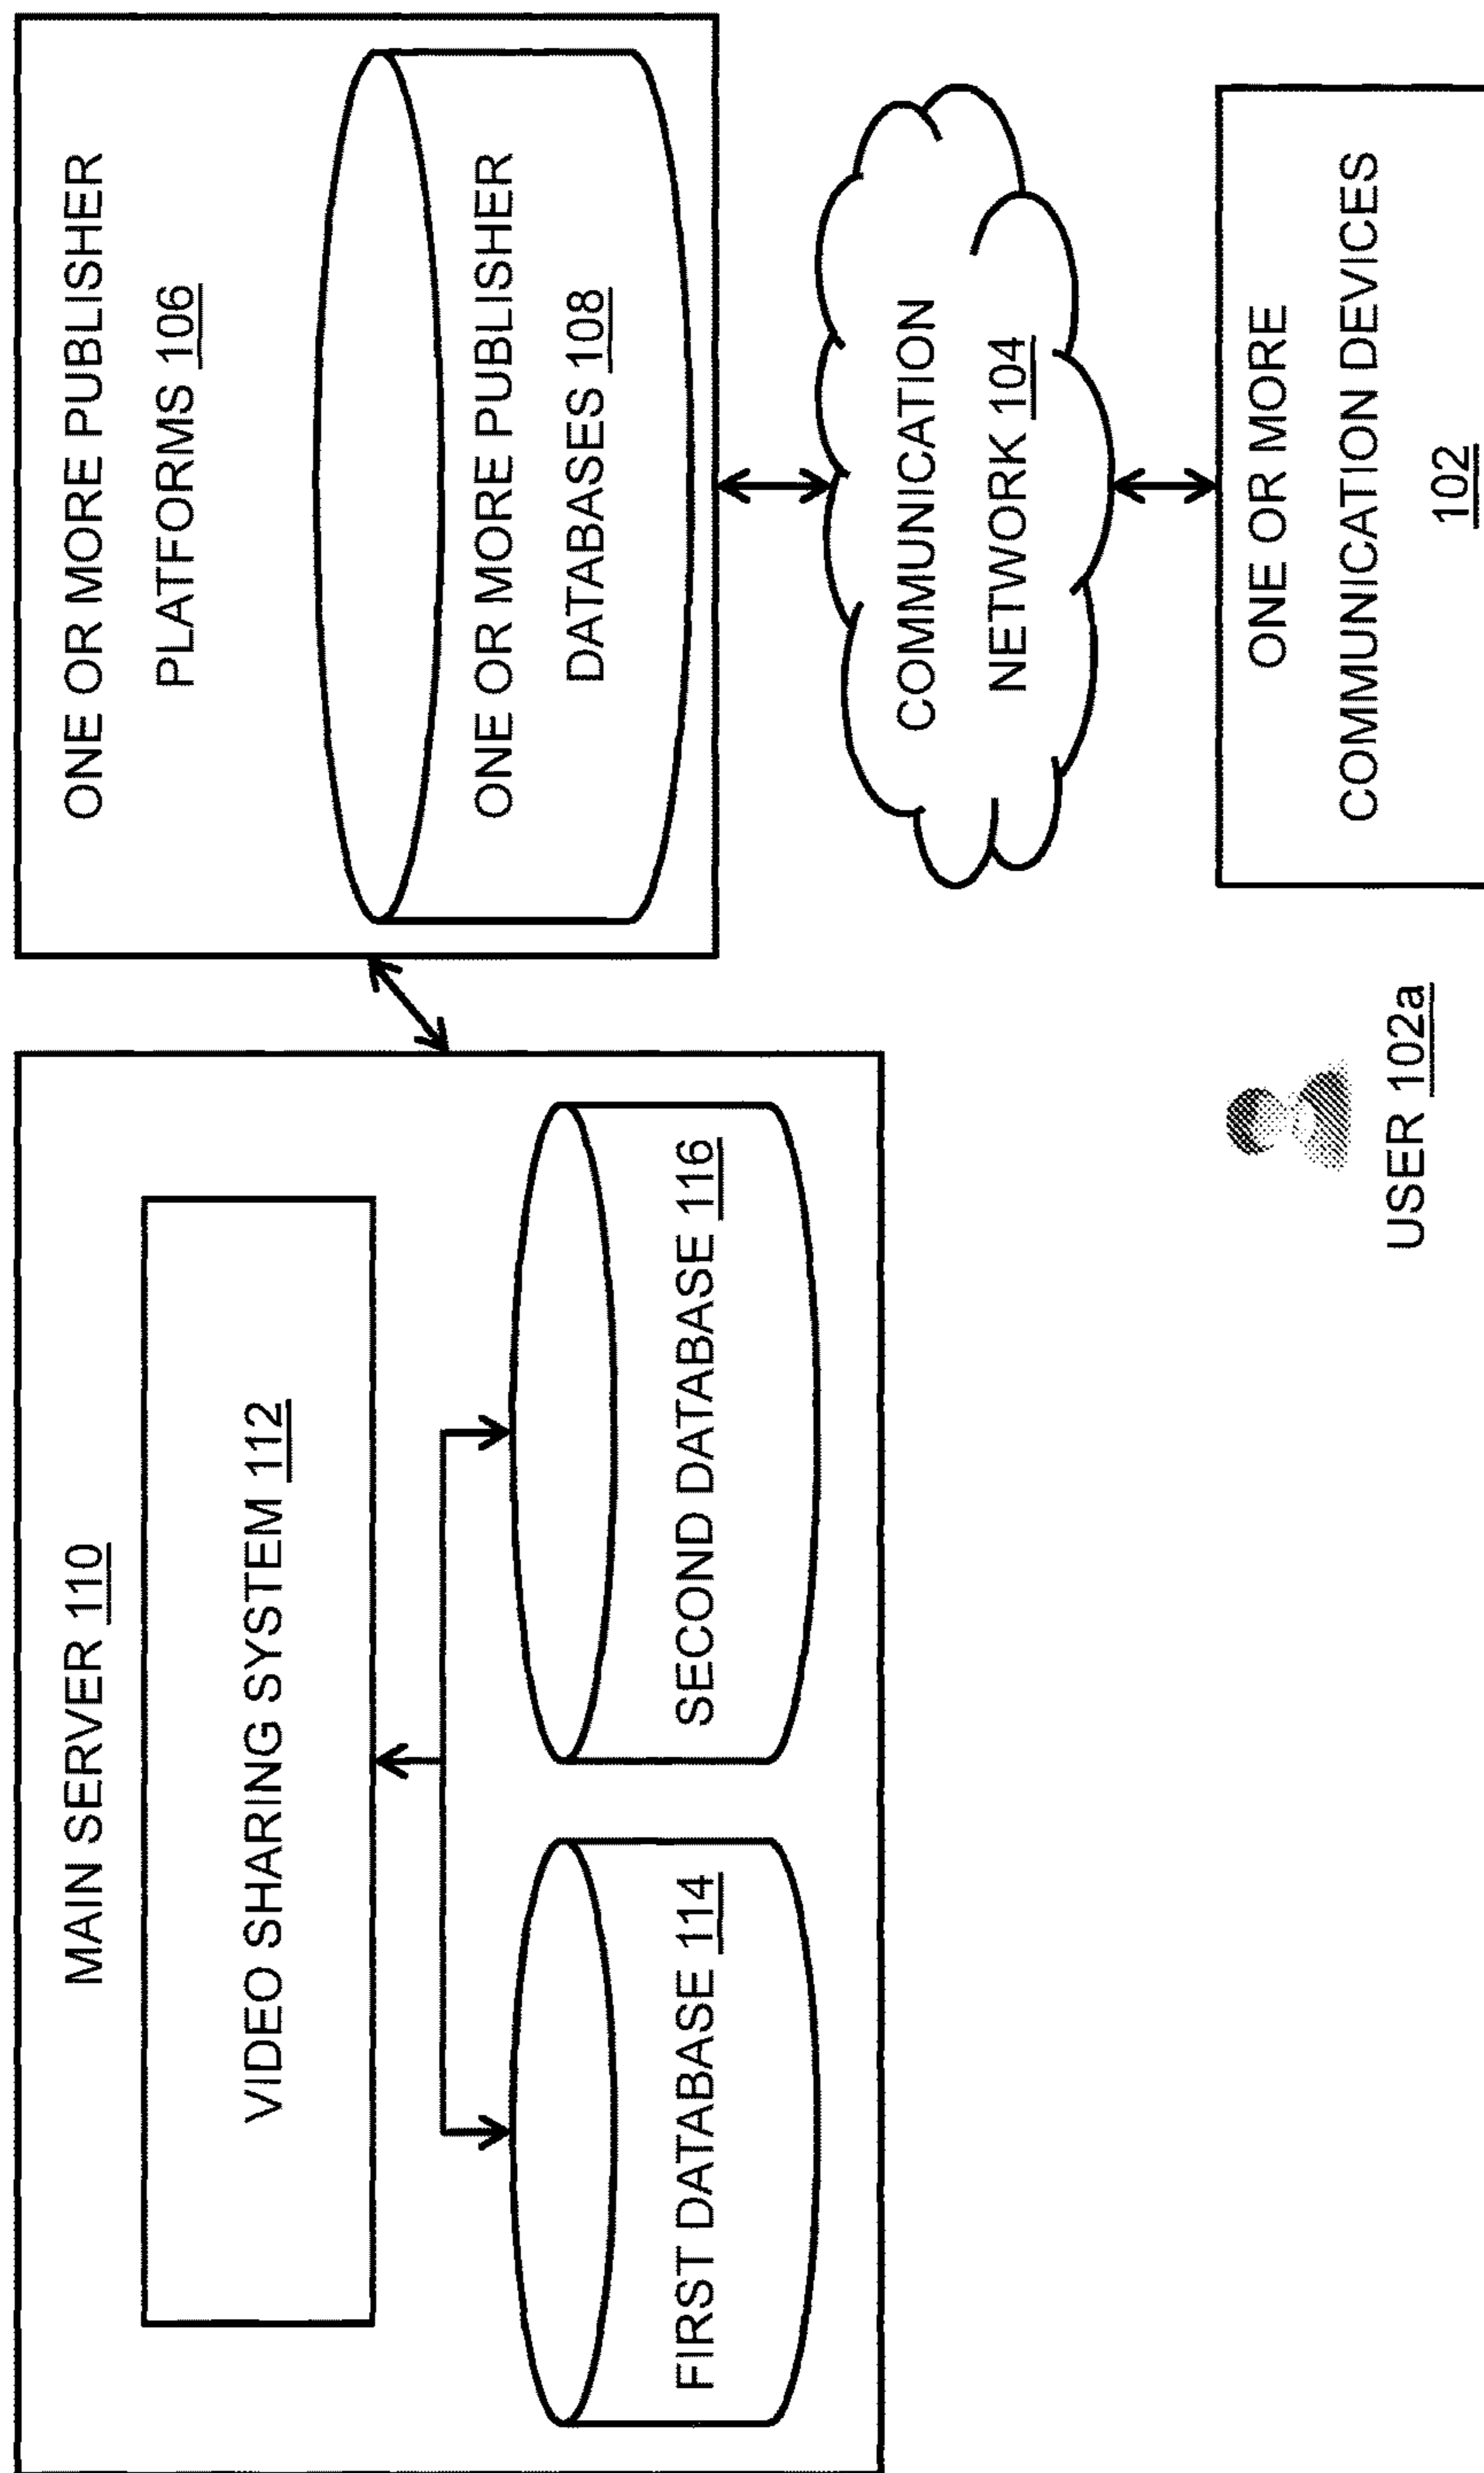 MAIN SERVER 110
VIDEO SHARING SYSTEM 112
FIRST DATABASE 114
SECOND DATABASE 116
ONE OR MORE PUBLISHER
PLATFORMS 106
ONE OR MORE PUBLISHER
DATABASES 108
COMMUNICATION
NETWORK 104
USER 102a
ONE OR MORE
COMMUNICATION DEVICES
102